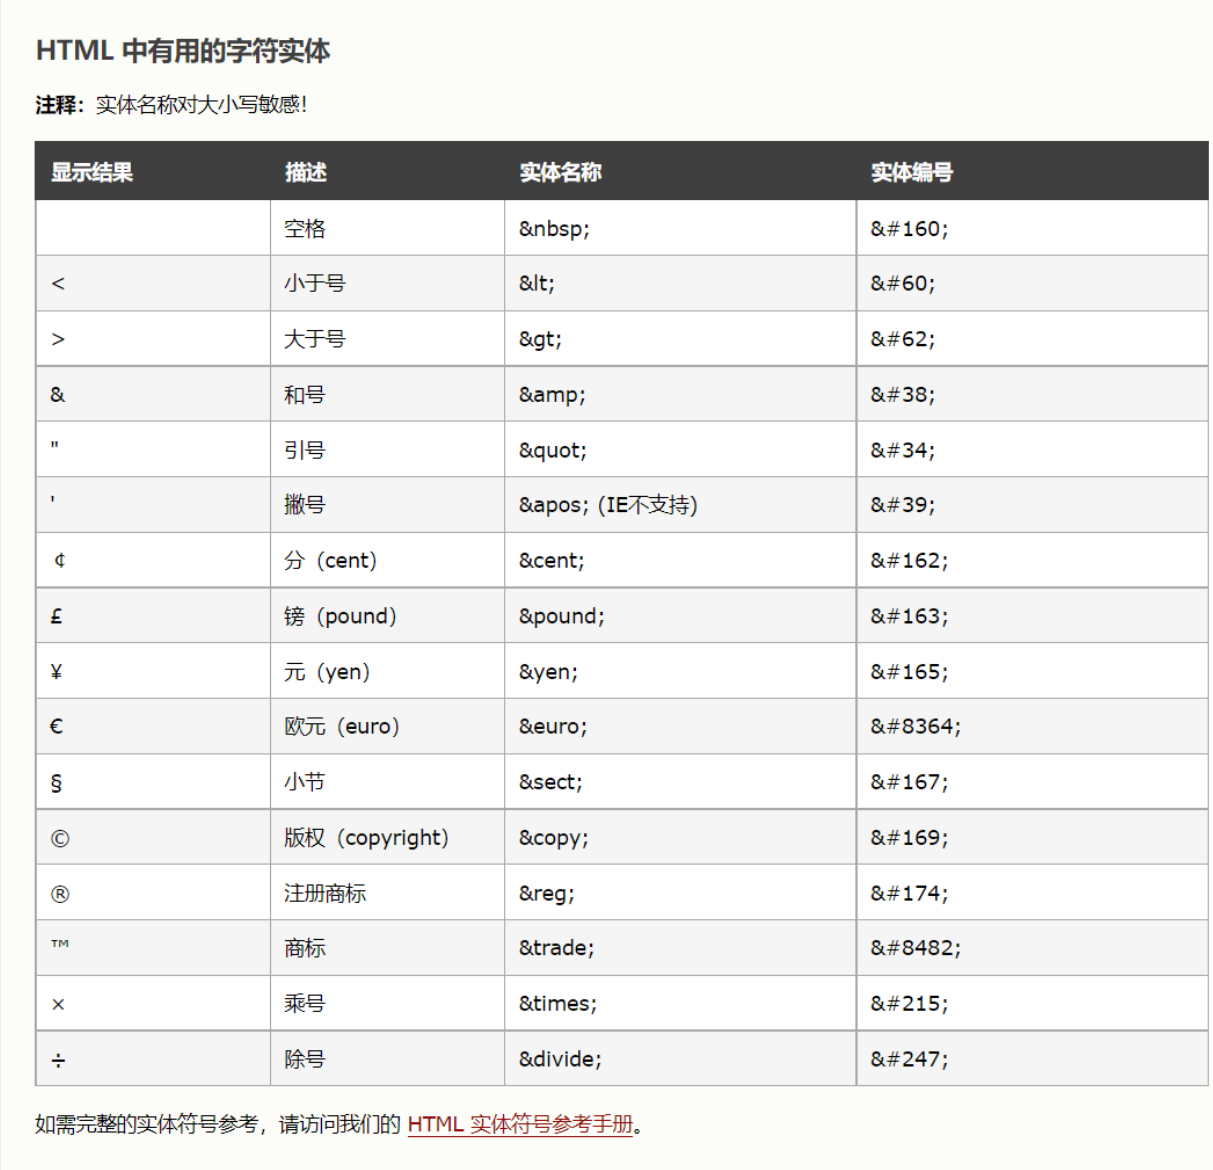 HTML 中有用的字符实体
注释：实体名称对大小写敏感！
显示结果 描述 实体名称 实体编号
空格 &nbsp; &#160;
< 小于号 &lt; &#60;
> 大于号 &gt; &#62;
& 和号 &amp; &#38;
" 引号 &quot; &#34;
' 撇号 &apos; (IE不支持) &#39;
￠ 分（cent） &cent; &#162;
£ 镑（pound） &pound; &#163;
¥ 元（yen） &yen; &#165;
€ 欧元（euro） &euro; &#8364;
§ 小节 &sect; &#167;
© 版权（copyright） &copy; &#169;
® 注册商标 &reg; &#174;
™ 商标 &trade; &#8482;
× 乘号 &times; &#215;
÷ 除号 &divide; &#247;
如需完整的实体符号参考，请访问我们的 HTML 实体符号参考手册。